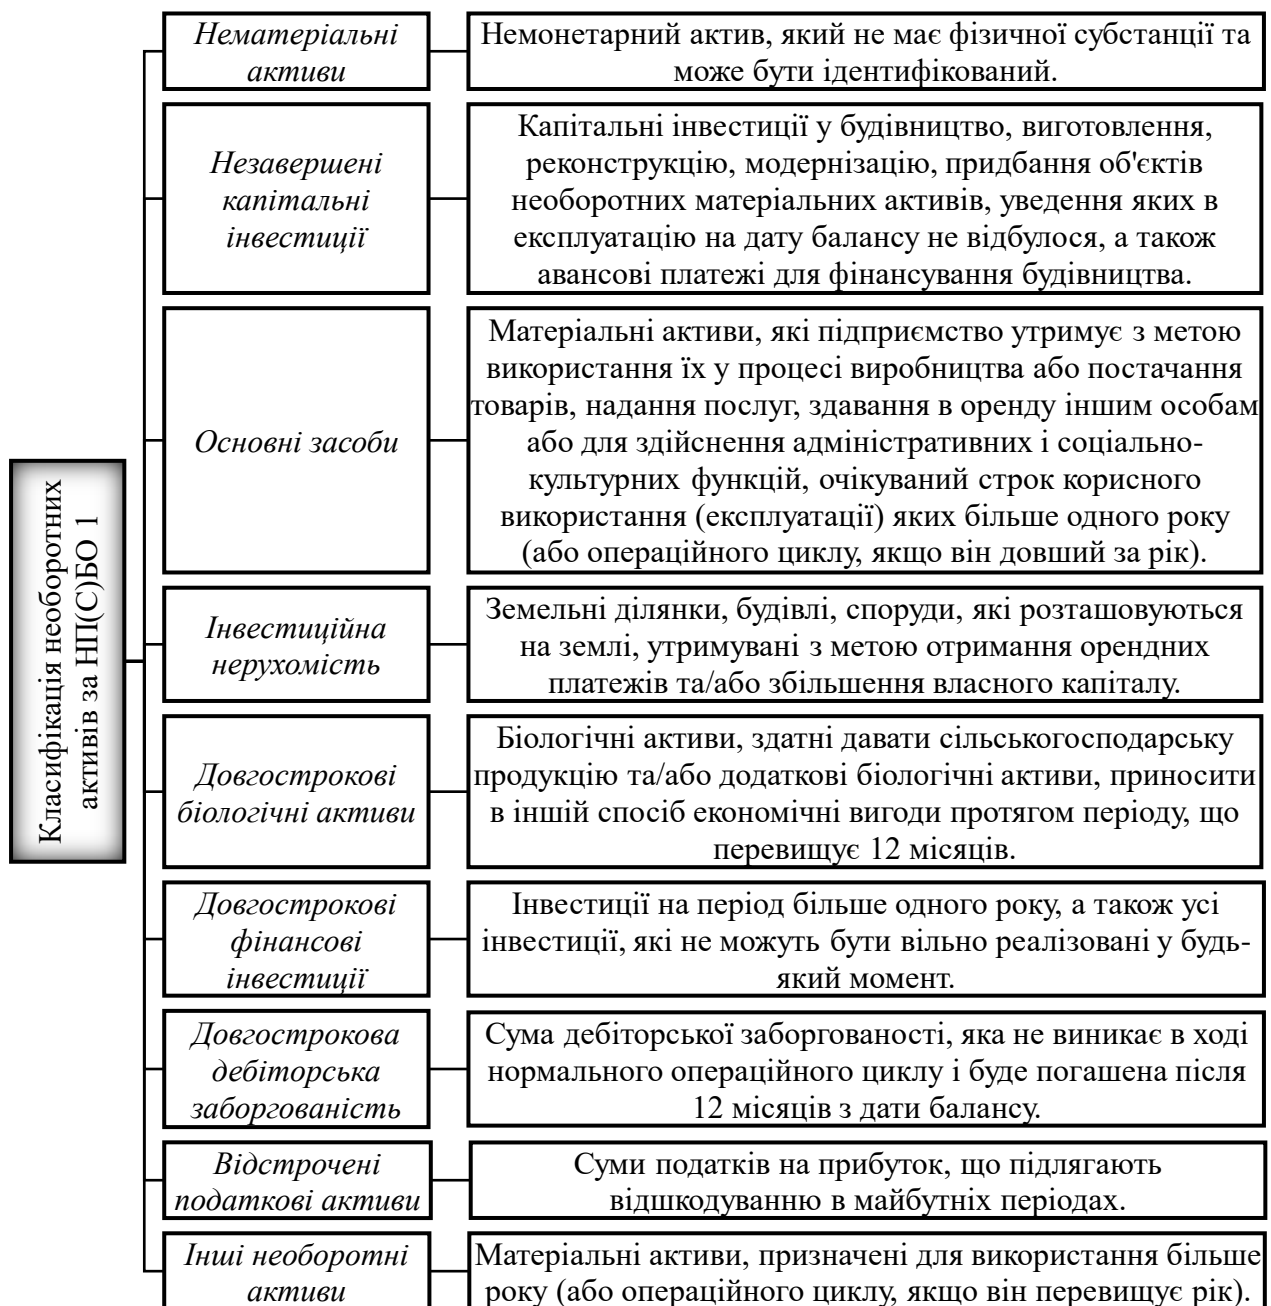 Класифікація необоротних
активів за НП(С)БО 1
Нематеріальні
активи
Немонетарний актив, який не має фізичної субстанції та
може бути ідентифікований.
Незавершені
капітальні
інвестиції
Капітальні інвестиції у будівництво, виготовлення,
реконструкцію, модернізацію, придбання об'єктів
необоротних матеріальних активів, уведення яких в
експлуатацію на дату балансу не відбулося, а також
авансові платежі для фінансування будівництва.
Основні засоби
Матеріальні активи, які підприємство утримує з метою
використання їх у процесі виробництва або постачання
товарів, надання послуг, здавання в оренду іншим особам
або для здійснення адміністративних і соціально-
культурних функцій, очікуваний строк корисного
використання (експлуатації) яких більше одного року
(або операційного циклу, якщо він довший за рік).
Інвестиційна
нерухомість
Земельні ділянки, будівлі, споруди, які розташовуються
на землі, утримувані з метою отримання орендних
платежів та/або збільшення власного капіталу.
Довгострокові
біологічні активи
Біологічні активи, здатні давати сільськогосподарську
продукцію та/або додаткові біологічні активи, приносити
в іншій спосіб економічні вигоди протягом періоду, що
перевищує 12 місяців.
Довгострокові
фінансові
інвестиції
Інвестиції на період більше одного року, а також усі
інвестиції, які не можуть бути вільно реалізовані у будь-
який момент.
Довгострокова
дебіторська
заборгованість
Сума дебіторської заборгованості, яка не виникає в ході
нормального операційного циклу і буде погашена після
12 місяців з дати балансу.
Відстрочені
податкові активи
Суми податків на прибуток, що підлягають
відшкодуванню в майбутніх періодах.
Інші необоротні
активи
Матеріальні активи, призначені для використання більше
року (або операційного циклу, якщо він перевищує рік).